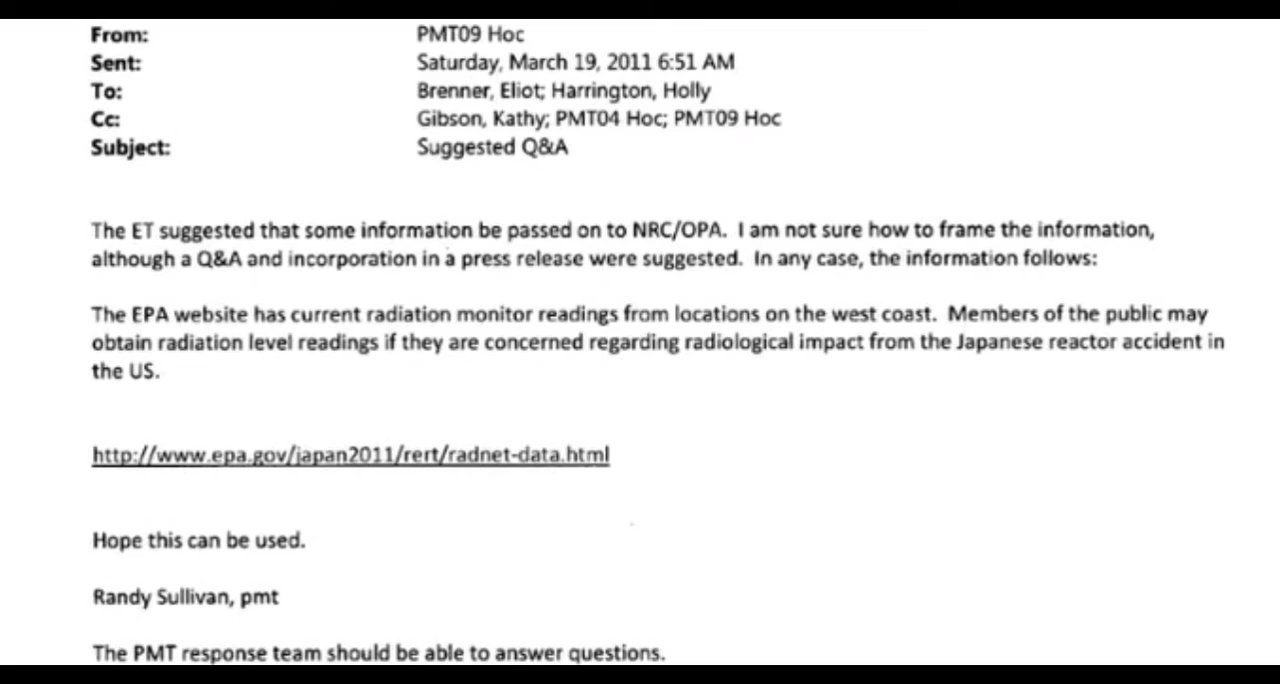 From: PMT09 Hoc
Sent: Saturday, March 19, 2011 6:51 AM
To: Brenner, Eliot; Harrington, Holly
Cc: Gibson, Kathy; PMT04 Hoc; PMT09 Hoc
Subject: Suggested Q&A
The ET suggested that some information be passed on to NRC/OPA. I am not sure how to frame the information,
although a Q&A and incorporation in a press release were suggested. In any case, the information follows:
The EPA website has current radiation monitor readings from locations on the west coast. Members of the public may
obtain radiation level readings if they are concerned regarding radiological impact from the Japanese reactor accident in
the US.
http://www.epa.gov/japan2011/rert/radnet-data.html
Hope this can be used.
Randy Sullivan, pmt
The PMT response team should be able to answer questions.